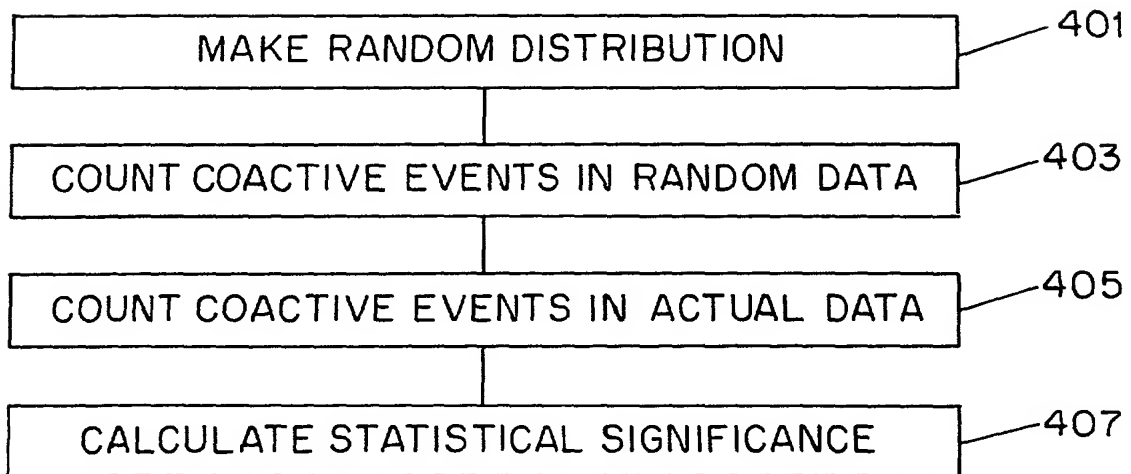 MAKE RANDOM DISTRIBUTION 401
COUNT COACTIVE EVENTS IN RANDOM DATA 403
COUNT COACTIVE EVENTS IN ACTUAL DATA 405
CALCULATE STATISTICAL SIGNIFICANCE 407